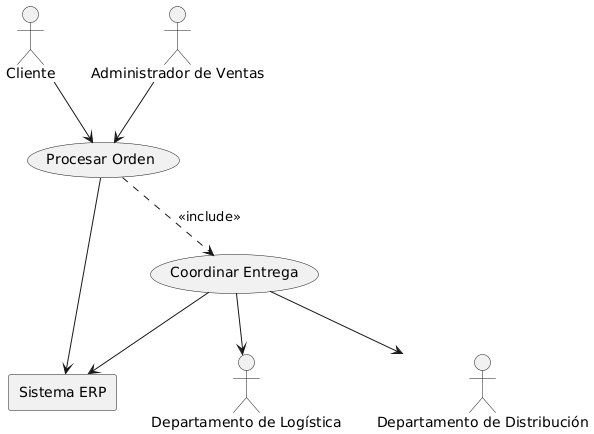 Cliente
Administrador de Ventas
Procesar Orden
«include»
Coordinar Entrega
Sistema ERP
Departamento de Logística
Departamento de Distribución